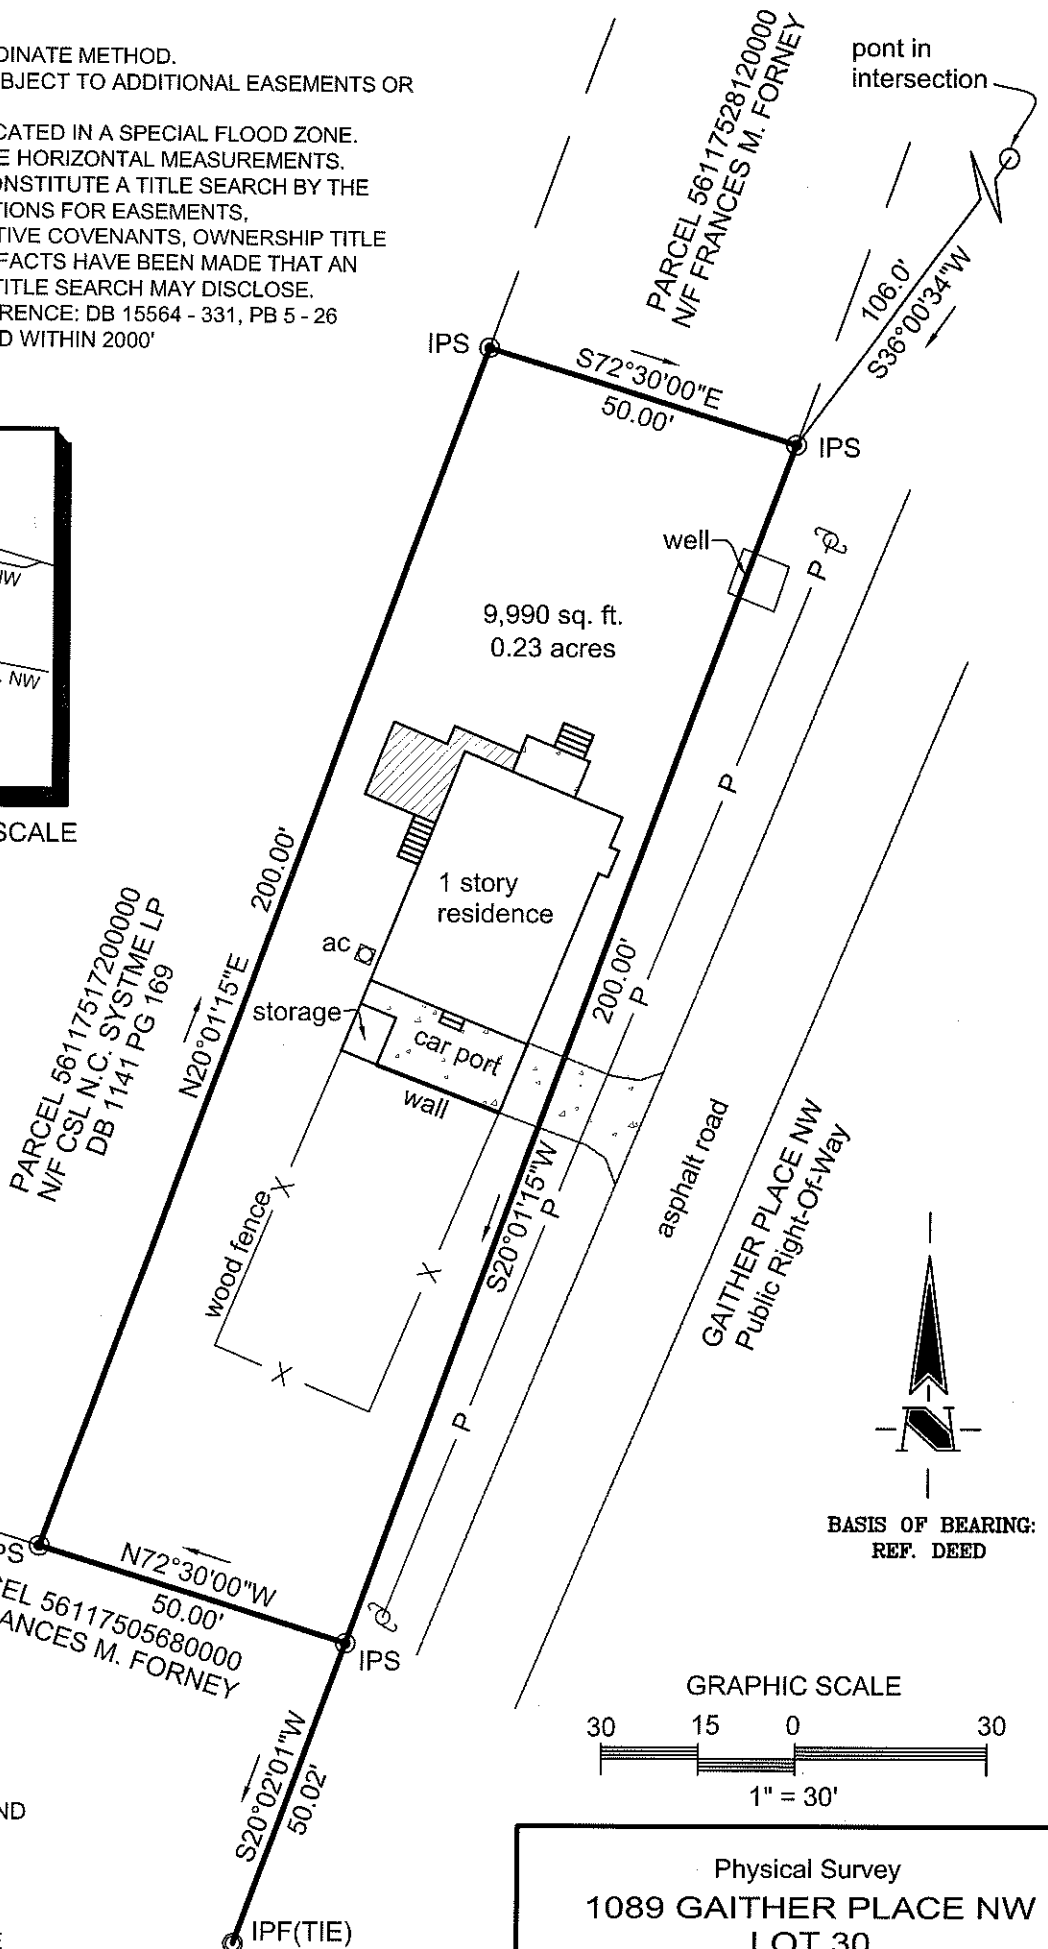 DINATE METHOD.
BJECT TO ADDITIONAL EASEMENTS OR
CATED IN A SPECIAL FLOOD ZONE.
E HORIZONTAL MEASUREMENTS.
ONSTITUTE A TITLE SEARCH BY THE
TIONS FOR EASEMENTS,
TIVE COVENANTS, OWNERSHIP TITLE
FACTS HAVE BEEN MADE THAT AN
TITLE SEARCH MAY DISCLOSE.
RENCE: DB 15564 - 331, PB 5 - 26
D WITHIN 2000'
PARCEL 56117528120000
N/F FRANCES M. FORNEY
pont in
intersection
106.0'
S36°00'34"W
IPS
S72°30'00"E
50.00'
IPS
well
P
9,990 sq. ft.
0.23 acres
NW
. NW
SCALE
P
200.00'
1 story
residence
ac
storage
car port
wall
200.00'
P
N20°01'15"E
PARCEL 56117517200000
N/F CSL N.C. SYSTME LP
DB 1141 PG 169
S20°01'15"W
P
asphalt road
GAITHER PLACE NW
Public Right-Of-Way
wood fence
X
X
X
P
N
BASIS OF BEARING:
REF. DEED
PS
N72°30'00"W
50.00'
CEL 56117505680000
ANCES M. FORNEY
IPS
S20°02'01"W
50.02'
GRAPHIC SCALE
30 15 0 30
1" = 30'
ND
Physical Survey
1089 GAITHER PLACE NW
LOT 30
IPF(TIE)
E